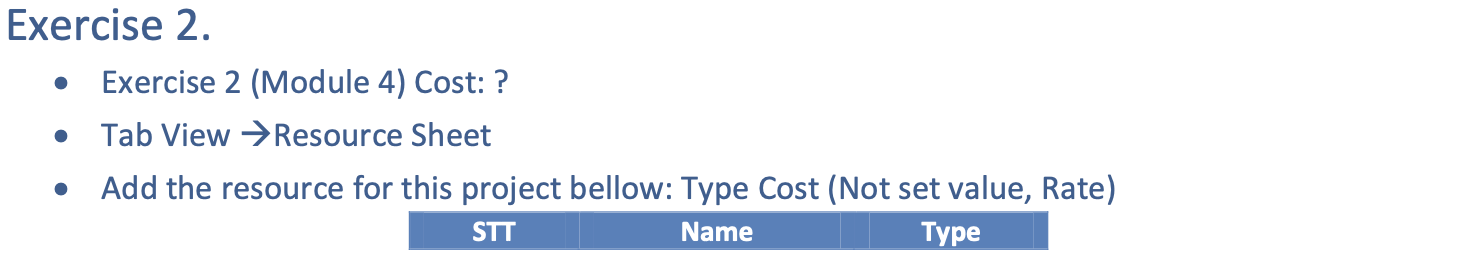 Exercise 2.
• Exercise 2 (Module 4) Cost: ?
• Tab View →Resource Sheet
• Add the resource for this project bellow: Type Cost (Not set value, Rate)
STT Name Type